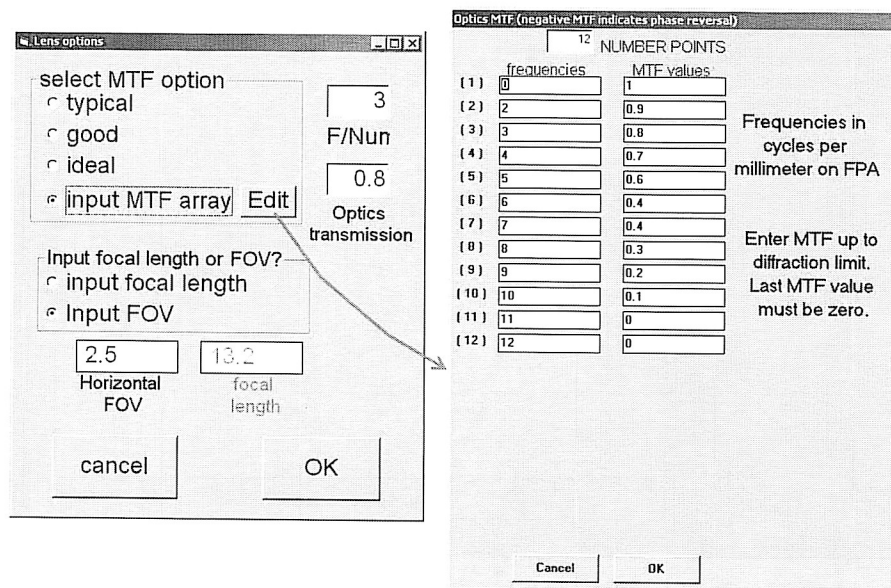 Lens options
select MTF option
typical
good
ideal
input MTF array
Edit
3
F/Nun
0.8
Optics
transmission
Input focal length or FOV?
input focal length
Input FOV
2.5
13.2
Horizontal
FOV
focal
length
cancel
OK
Optics MTF (negative MTF indicates phase reversal)
12 NUMBER POINTS
frequencies MTF values
(1) 0 1
(2) 2 0.9
(3) 3 0.8
(4) 4 0.7
(5) 5 0.6
(6) 6 0.4
(7) 7 0.4
(8) 8 0.3
(9) 9 0.2
(10) 10 0.1
(11) 11 0
(12) 12 0
Frequencies in
cycles per
millimeter on FPA
Enter MTF up to
diffraction limit.
Last MTF value
must be zero.
Cancel
OK